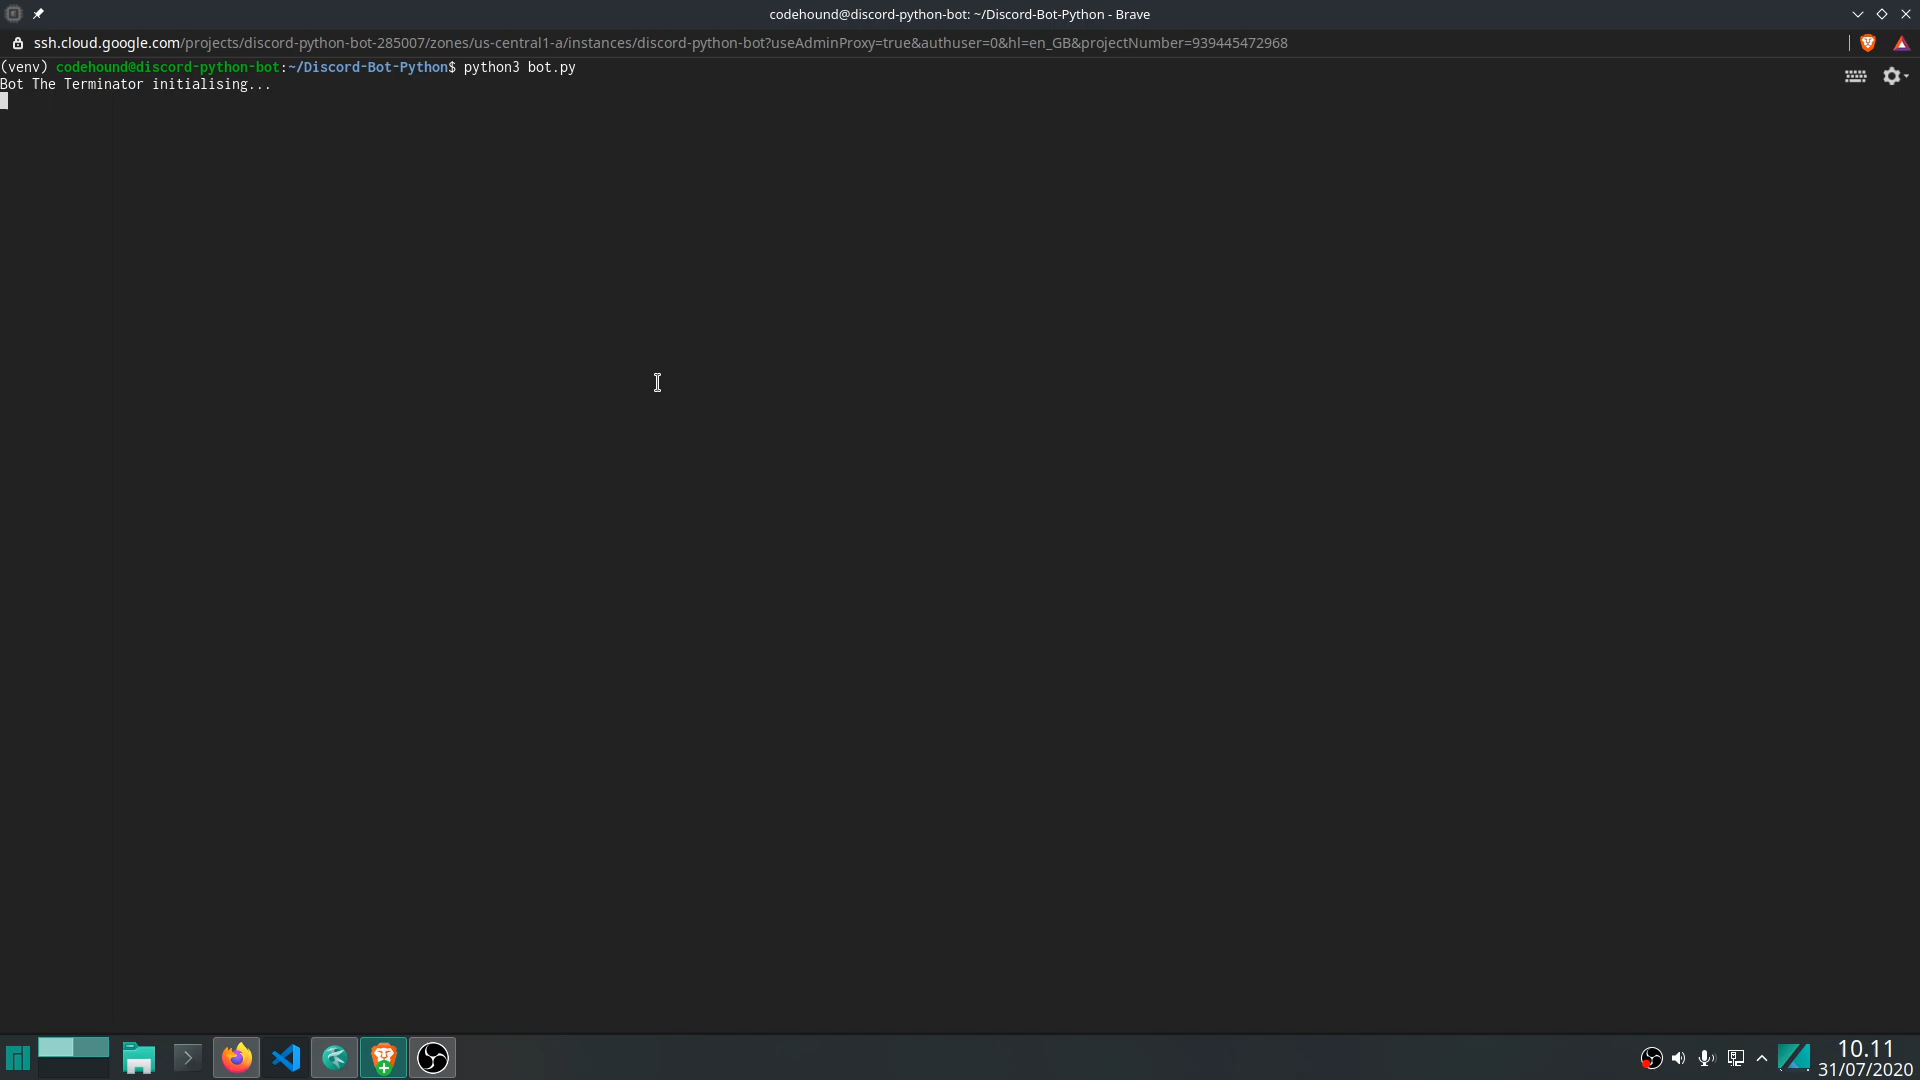 codehound@discord-python-bot: ~/Discord-Bot-Python - Brave
ssh.cloud.google.com/projects/discord-python-bot-285007/zones/us-central1-a/instances/discord-python-bot?useAdminProxy=true&authuser=0&hl=en_GB&projectNumber=939445472968
(venv) codehound@discord-python-bot:~/Discord-Bot-Python$ python3 bot.py
Bot The Terminator initialising...
10.11
31/07/2020